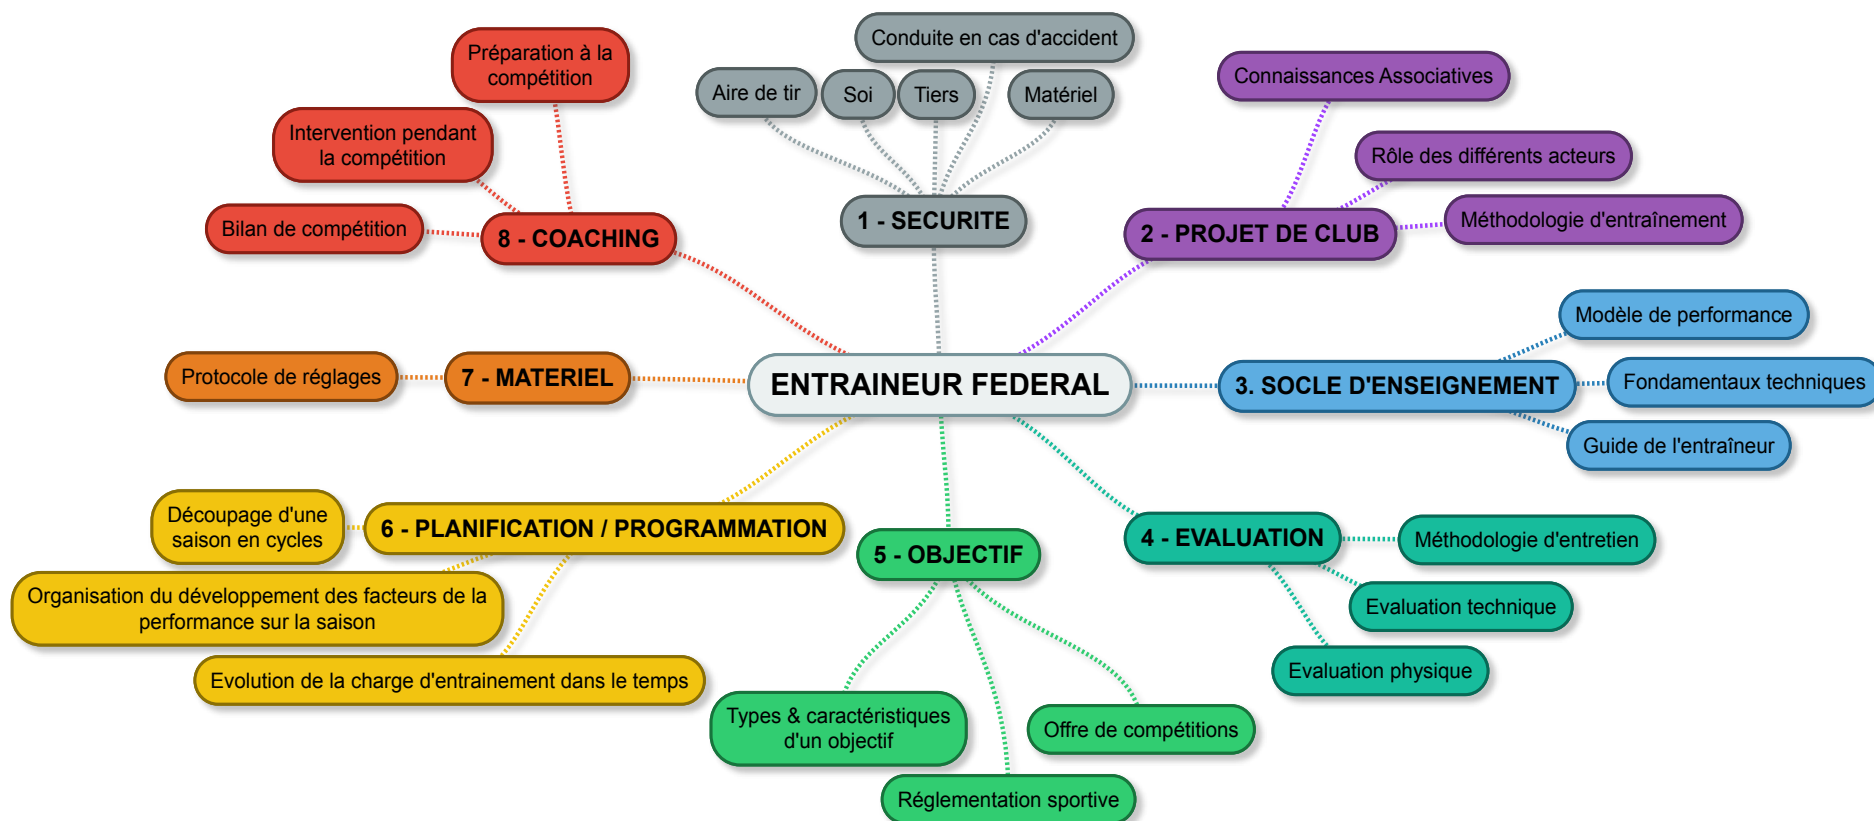 ENTRAINEUR FEDERAL
1 - SECURITE
Aire de tir
Soi
Tiers
Conduite en cas d'accident
Matériel
2 - PROJET DE CLUB
Connaissances Associatives
Rôle des différents acteurs
Méthodologie d'entraînement
3. SOCLE D'ENSEIGNEMENT
Modèle de performance
Fondamentaux techniques
Guide de l'entraîneur
4 - EVALUATION
Méthodologie d'entretien
Evaluation technique
Evaluation physique
5 - OBJECTIF
Offre de compétitions
Réglementation sportive
Types & caractéristiques
d'un objectif
6 - PLANIFICATION / PROGRAMMATION
Découpage d'une
saison en cycles
Organisation du développement des facteurs de la
performance sur la saison
Evolution de la charge d'entrainement dans le temps
7 - MATERIEL
Protocole de réglages
8 - COACHING
Préparation à la
compétition
Intervention pendant
la compétition
Bilan de compétition